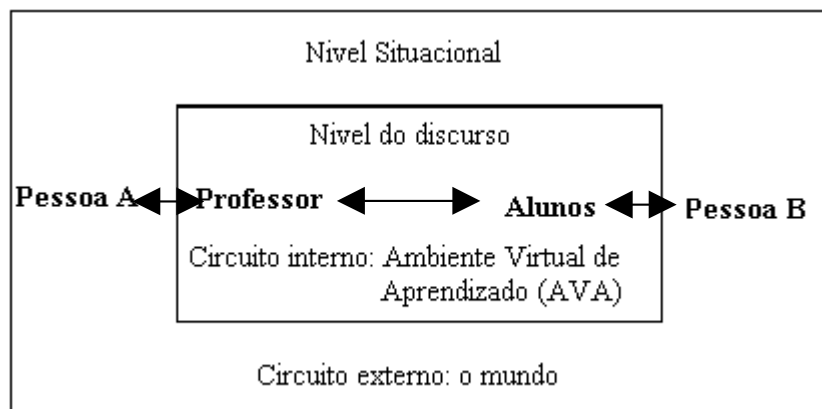 Nivel Situacional
Nivel do discurso
Pessoa A Professor Alunos Pessoa B
Circuito interno: Ambiente Virtual de
Aprendizado (AVA)
Circuito externo: o mundo